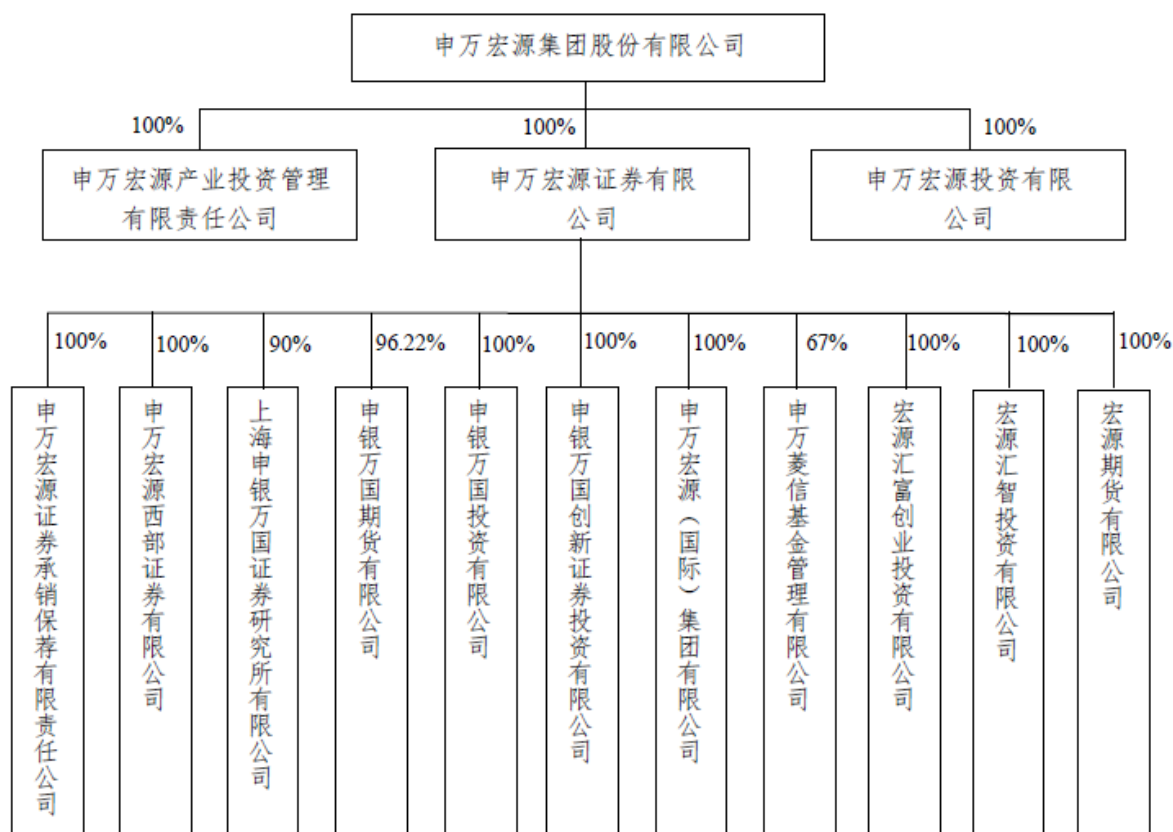 申万宏源集团股份有限公司
100%
100%
100%
申万宏源产业投资管理
有限责任公司
申万宏源证券有限
公司
申万宏源投资有限
公司
100%
100%
90%
96.22%
100%
100%
100%
67%
100%
100%
100%
申万宏源证券承销保荐有限责任公司
申万宏源西部证券有限公司
上海申银万国证券研究所有限公司
申银万国期货有限公司
申银万国投资有限公司
申银万国创新证券投资有限公司
申万宏源（国际）集团有限公司
申万菱信基金管理有限公司
宏源汇富创业投资有限公司
宏源汇智投资有限公司
宏源期货有限公司